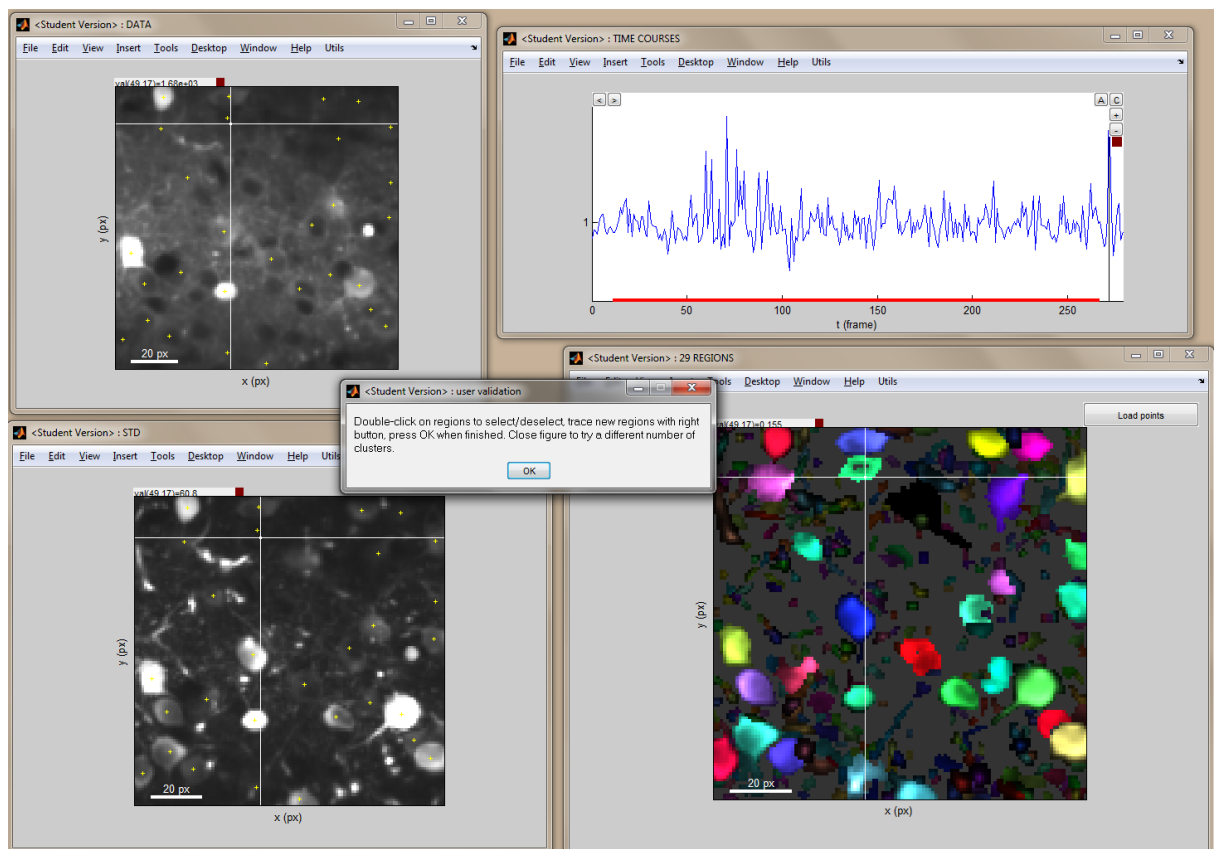 <Student Version> : DATA
File Edit View Insert Tools Desktop Window Help Utils
val(49,17)=1.68e+03
y (px)
20 px
x (px)
<Student Version> : TIME COURSES
File Edit View Insert Tools Desktop Window Help Utils
< >
A C
+
-
1
0 50 100 150 200 250
t (frame)
<Student Version> : STD
File Edit View Insert Tools Desktop Window Help Utils
val(49,17)=60.8
y (px)
20 px
x (px)
<Student Version> : user validation
Double-click on regions to select/deselect, trace new regions with right
button, press OK when finished. Close figure to try a different number of
clusters.
OK
<Student Version> : 29 REGIONS
Desktop Window Help Utils
Load points
val(49,17)=0.155
y (px)
20 px
x (px)